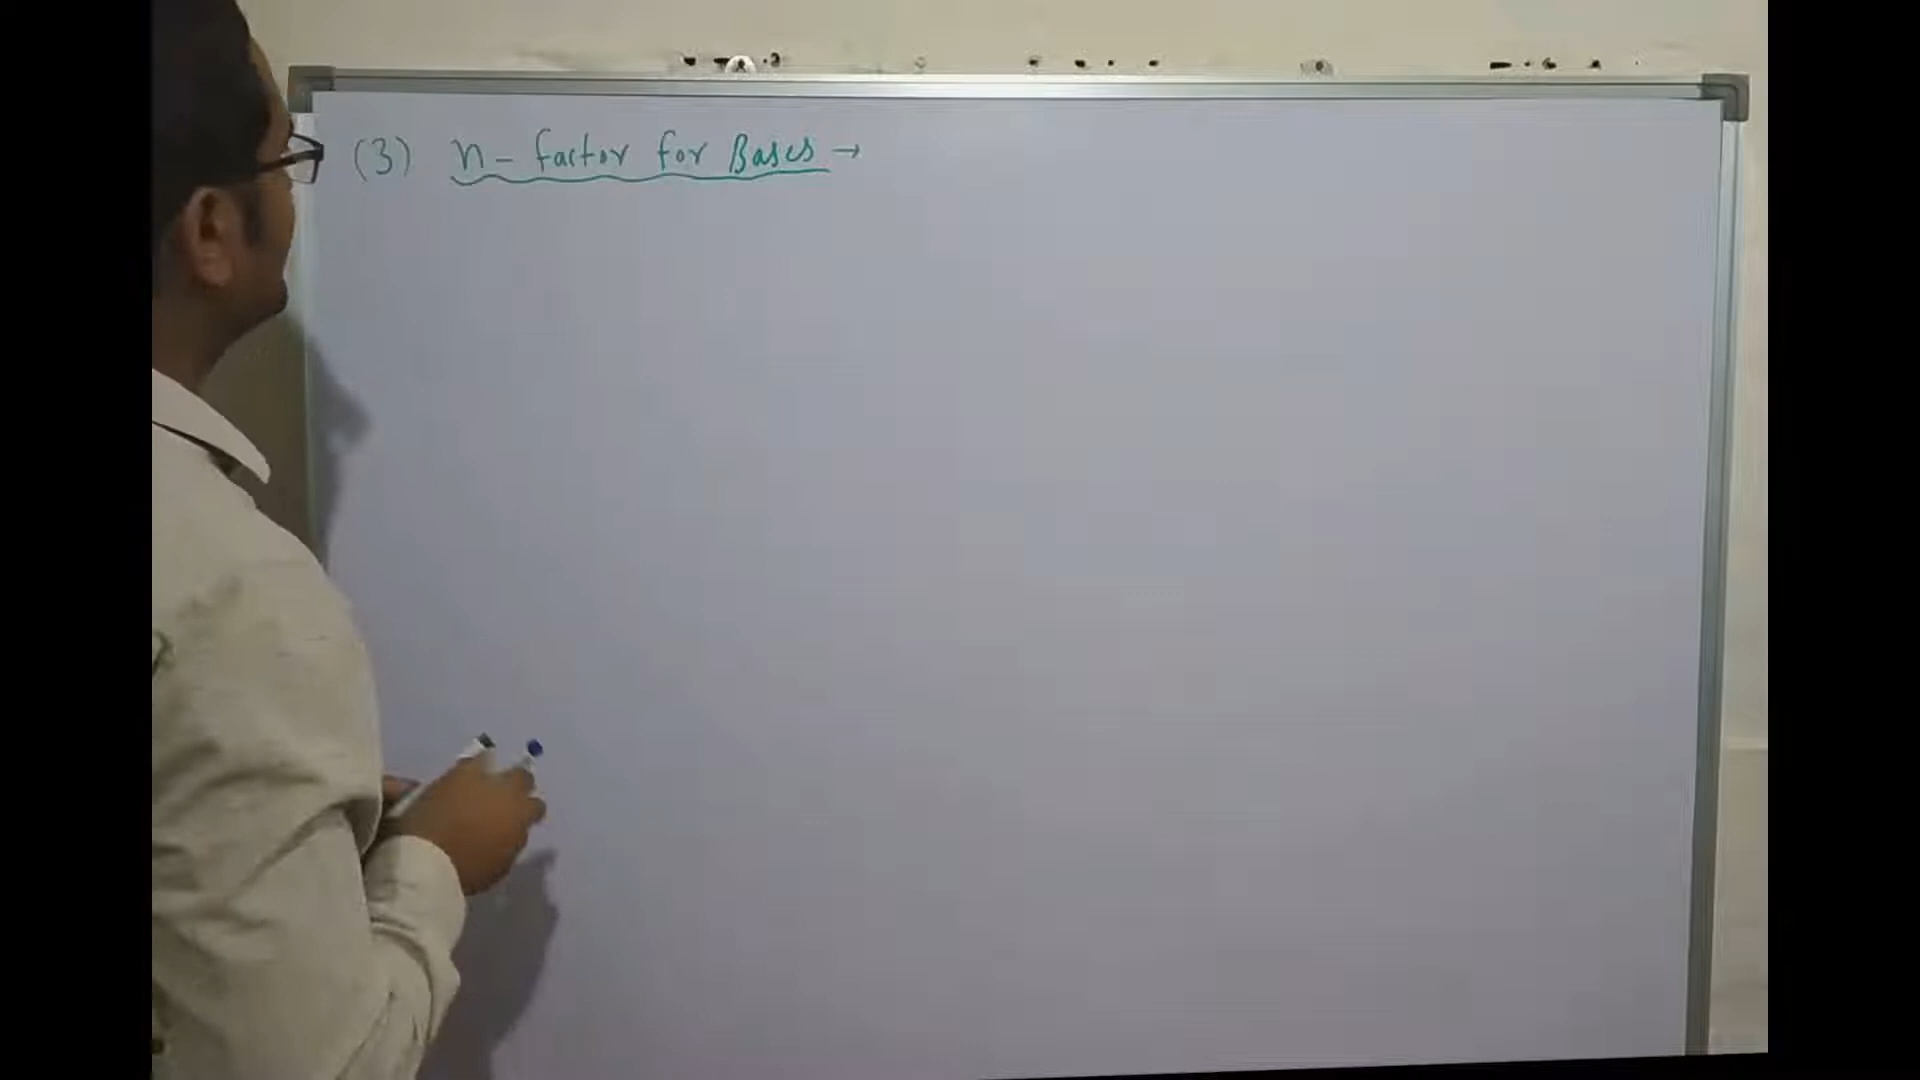 (3) n- factor for Bases →